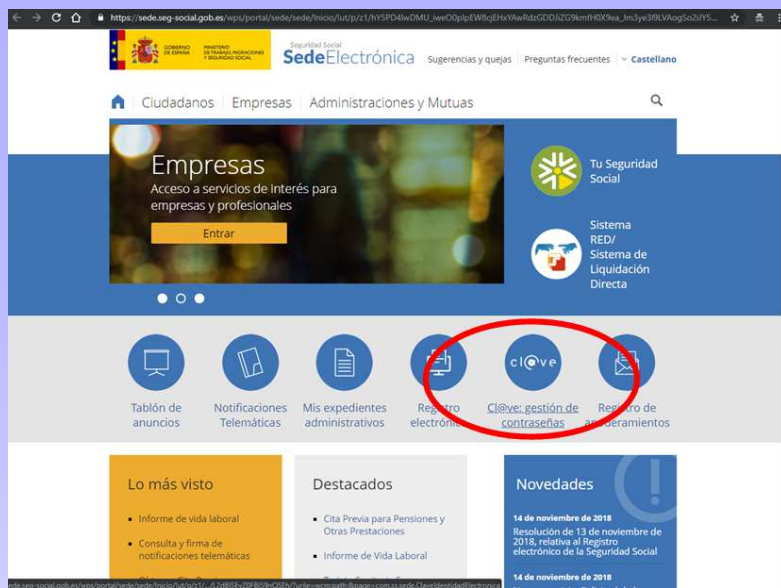 https://sede.seg-social.gob.es/wps/portal/sede/sede/Inicio/
GOBIERNO DE ESPAÑA
MINISTERIO DE TRABAJO, MIGRACIONES Y SEGURIDAD SOCIAL
Seguridad Social
SedeElectrónica
Sugerencias y quejas
Preguntas frecuentes
Castellano
Ciudadanos
Empresas
Administraciones y Mutuas
Empresas
Acceso a servicios de interés para
empresas y profesionales
Entrar
Tu Seguridad
Social
Sistema
RED/
Sistema de
Liquidación
Directa
cl@ve
Tablón de
anuncios
Notificaciones
Telemáticas
Mis expedientes
administrativos
Registro
electrónico
Cl@ve: gestión de
contraseñas
Registro de
apoderamientos
Lo más visto
Informe de vida laboral
Consulta y firma de
notificaciones telemáticas
Destacados
Cita Previa para Pensiones y
Otras Prestaciones
Informe de Vida Laboral
Novedades
14 de noviembre de 2018
Resolución de 13 de noviembre de
2018, relativa al Registro
electrónico de la Seguridad Social
14 de noviembre de 2018